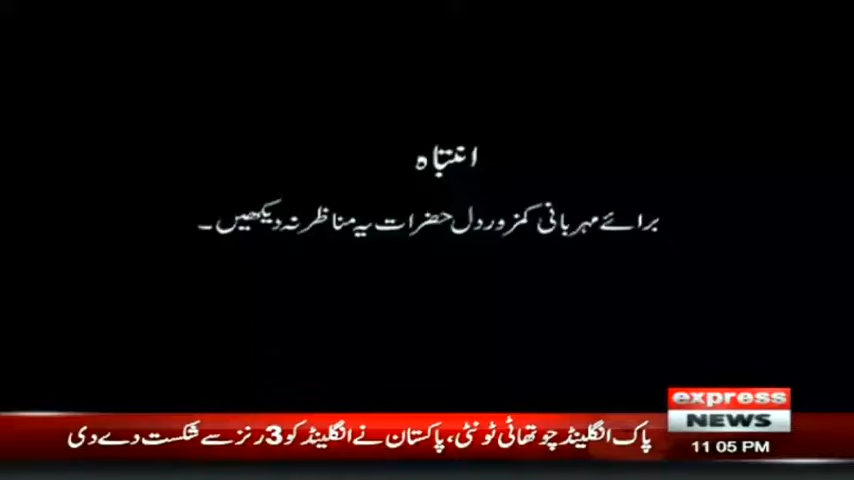 انتباہ
برائے مہربانی کمزور دل حضرات یہ مناظر نہ دیکھیں۔
express
NEWS
پاک انگلینڈ چوتھا ٹی ٹونٹی، پاکستان نے انگلینڈ کو 3 رنز سے شکست دے دی
11:05 PM